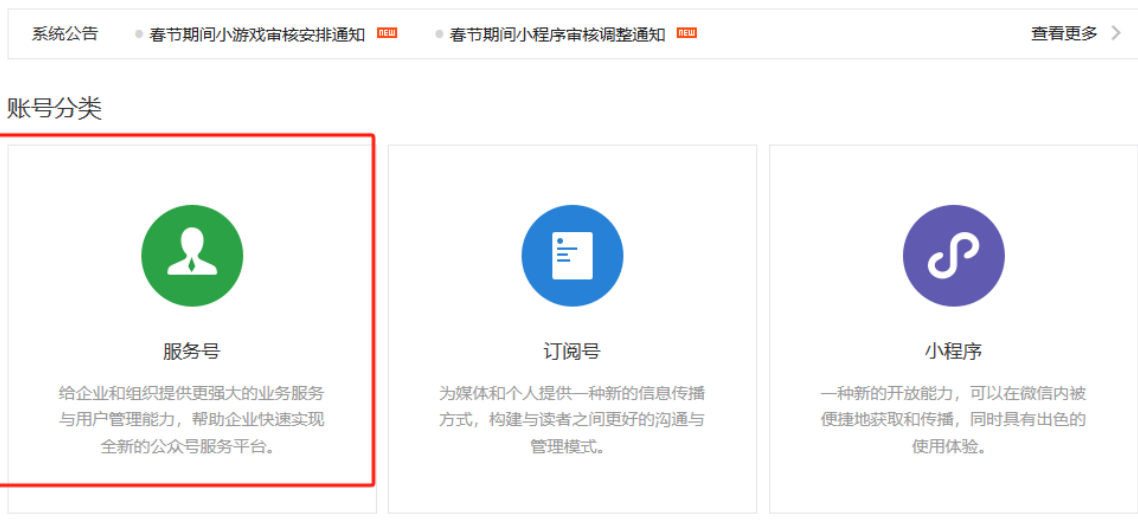 系统公告 春节期间小游戏审核安排通知 NEW 春节期间小程序审核调整通知 NEW 查看更多
账号分类
服务号
给企业和组织提供更强大的业务服务
与用户管理能力，帮助企业快速实现
全新的公众号服务平台。
订阅号
为媒体和个人提供一种新的信息传播
方式，构建与读者之间更好的沟通与
管理模式。
小程序
一种新的开放能力，可以在微信内被
便捷地获取和传播，同时具有出色的
使用体验。